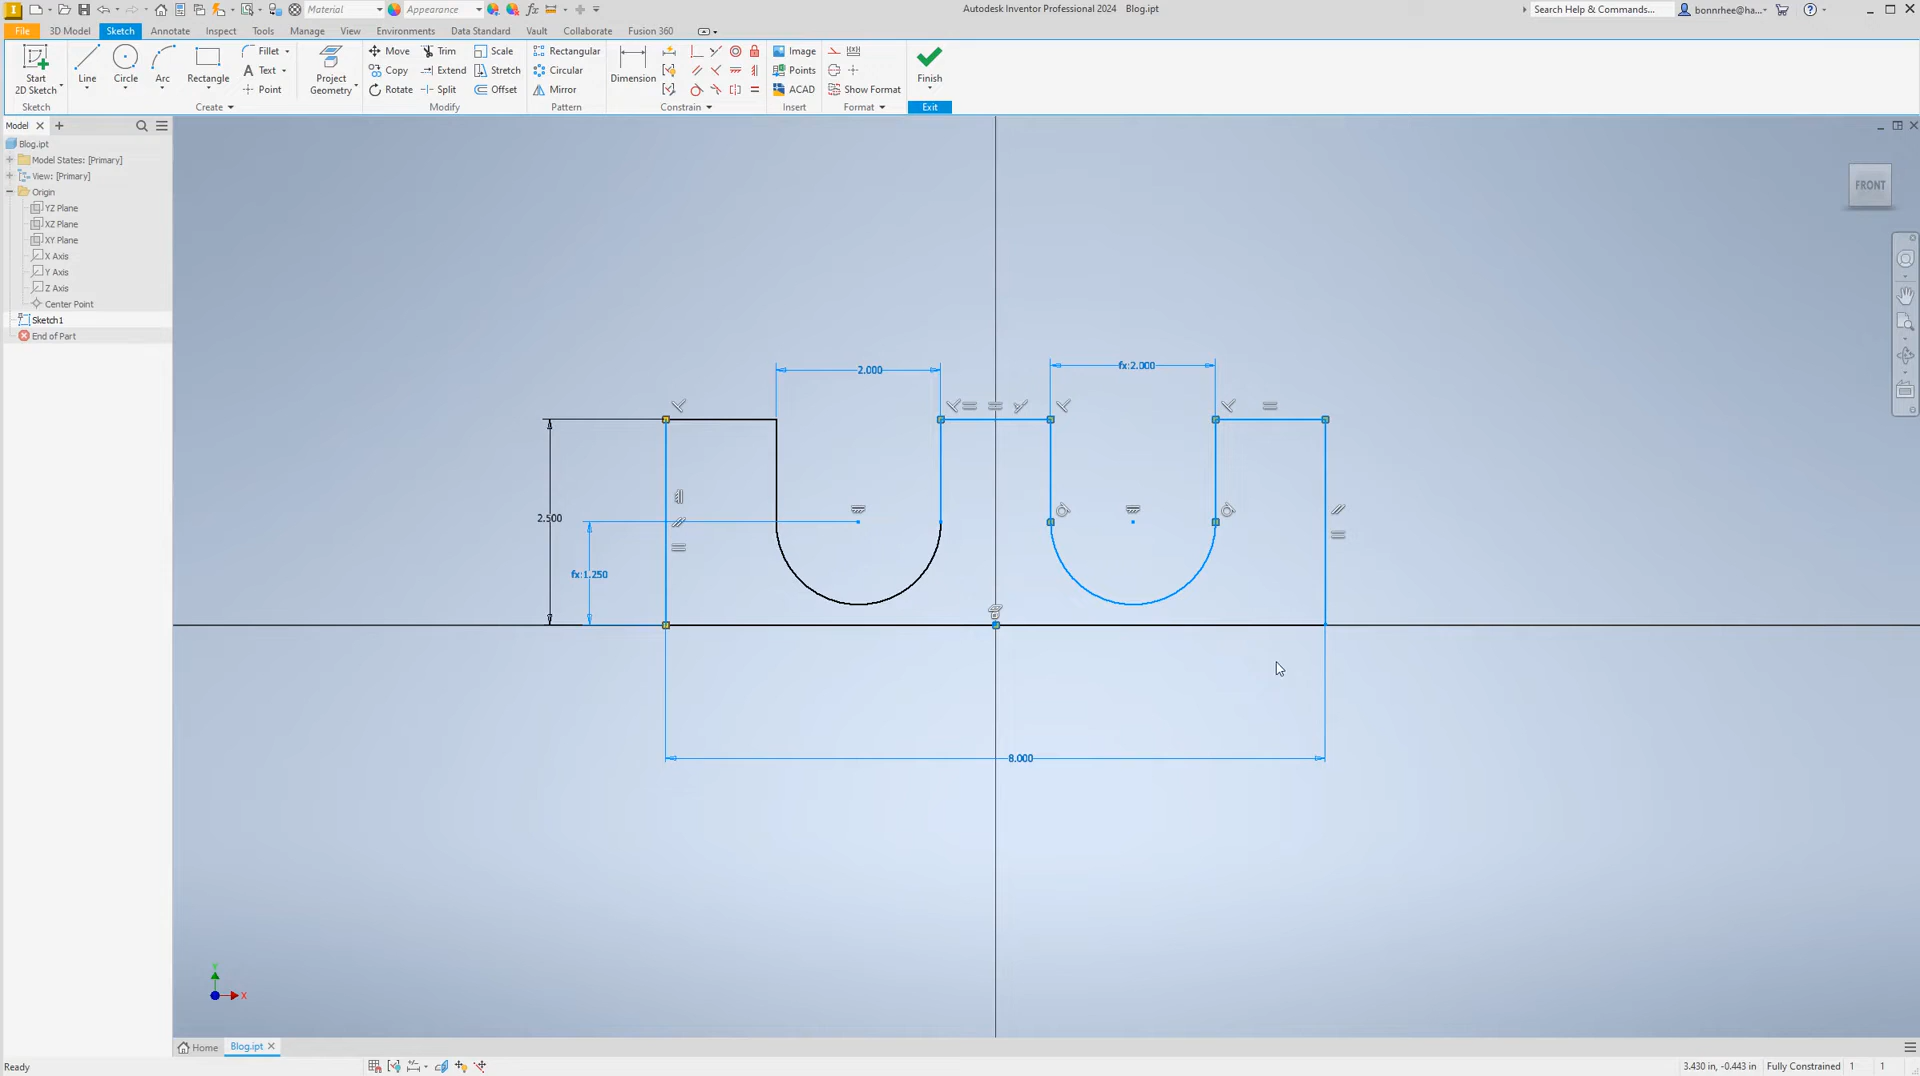 Material
Appearance
fx
Autodesk Inventor Professional 2024 Blog.ipt
Search Help & Commands...
bonnrhee@ha...
File
3D Model
Sketch
Annotate
Inspect
Tools
Manage
View
Environments
Data Standard
Vault
Collaborate
Fusion 360
Start
2D Sketch
Line
Circle
Arc
Rectangle
Fillet
Text
Point
Project
Geometry
Move
Copy
Rotate
Trim
Extend
Split
Scale
Stretch
Offset
Rectangular
Circular
Mirror
Dimension
Image
Points
ACAD
Show Format
Finish
Sketch
Create
Modify
Pattern
Constrain
Insert
Format
Exit
Model
Blog.ipt
Model States: [Primary]
View: [Primary]
Origin
YZ Plane
XZ Plane
XY Plane
X Axis
Y Axis
Z Axis
Center Point
Sketch1
End of Part
FRONT
2.000
fx:2.000
2.500
fx:1.250
8.000
Y
X
Home
Blog.ipt
Ready
3.430 in, -0.443 in
Fully Constrained
1
1